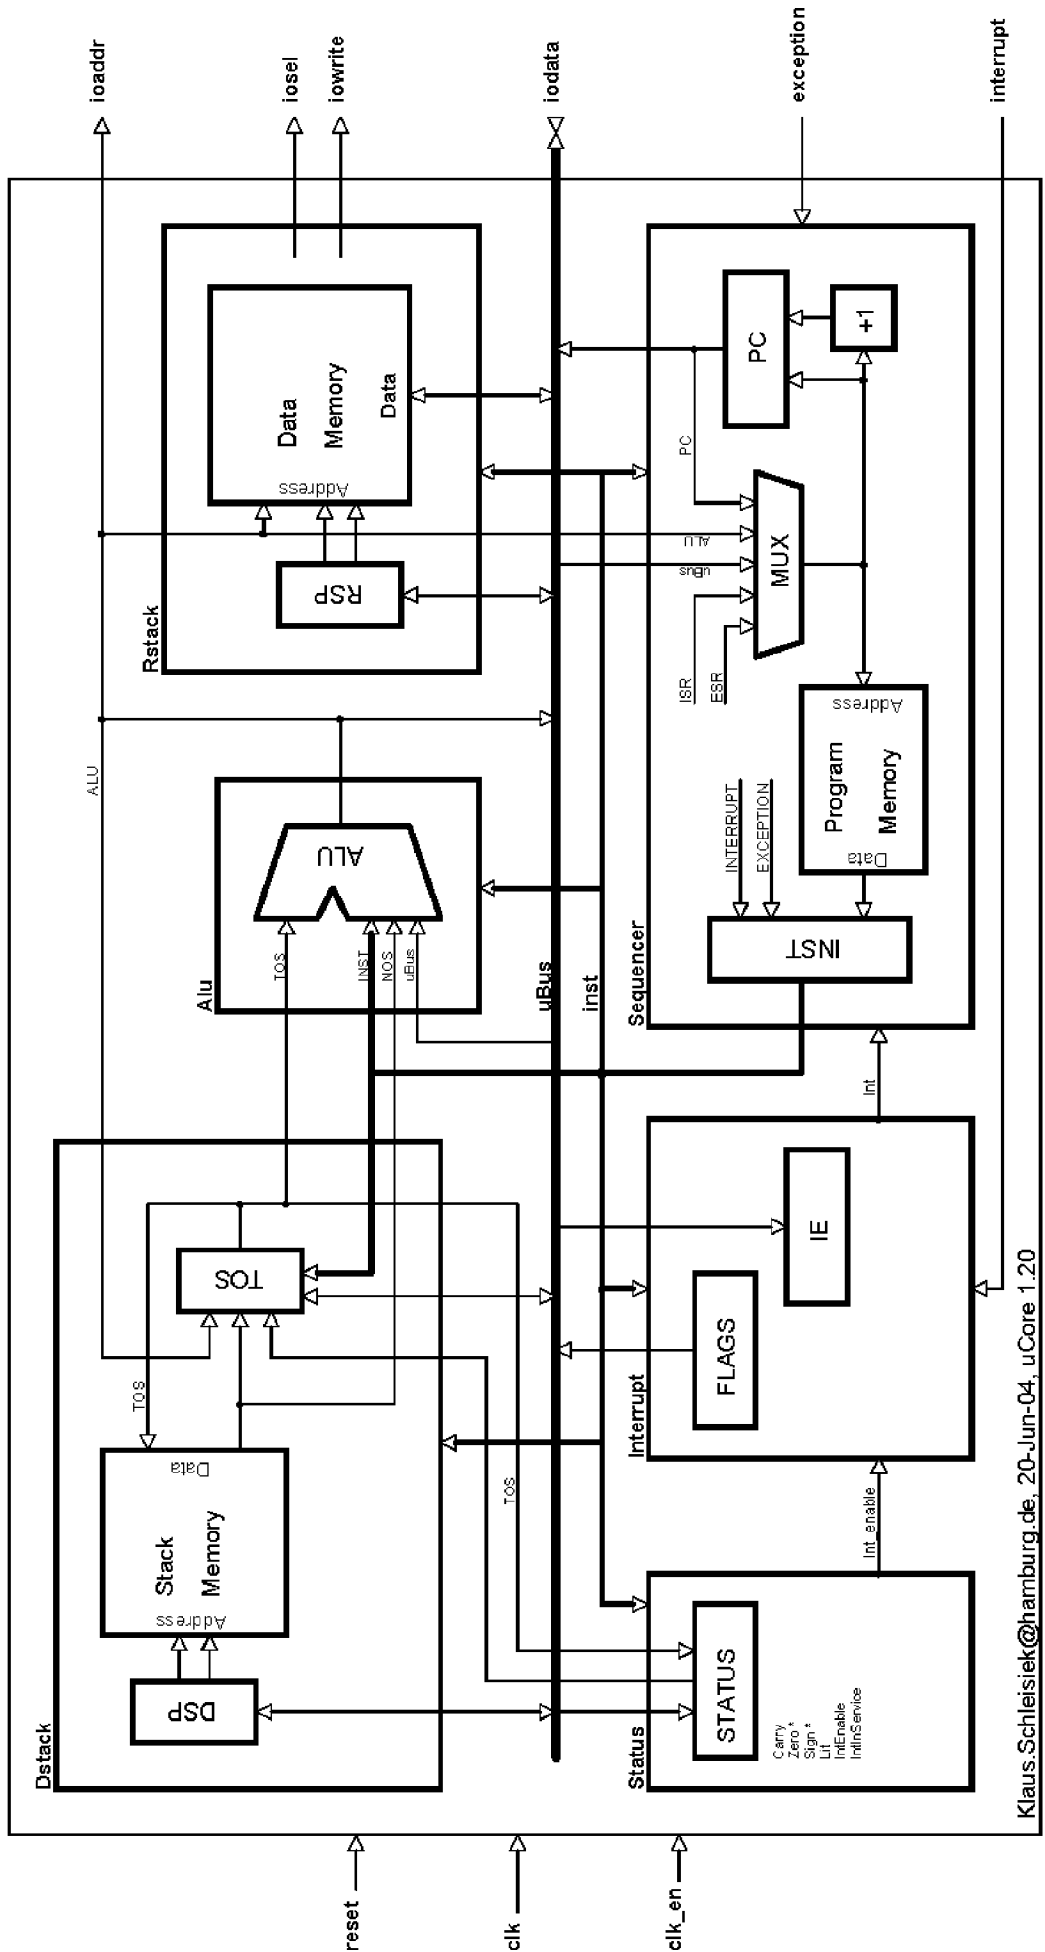 ioaddr
iosel
iowrite
iodata
exception
interrupt
Rstack
Data
Memory
Data
Address
RSP
ALU
Alu
ALU
TOS
INST
NOS
uBus
uBus
inst
Sequencer
PC
+1
PC
ALU
uBus
ISR
ESR
MUX
Program
Memory
Address
Data
INTERRUPT
EXCEPTION
INST
Int
Dstack
TOS
TOS
Stack
Memory
Data
Address
DSP
TOS
Interrupt
IE
FLAGS
Int_enable
Status
STATUS
Carry
Zero *
Sign *
Lit
IntEnable
IntInService
reset
clk
clk_en
Klaus.Schleisiek@hamburg.de, 20-Jun-04, uCore 1.20